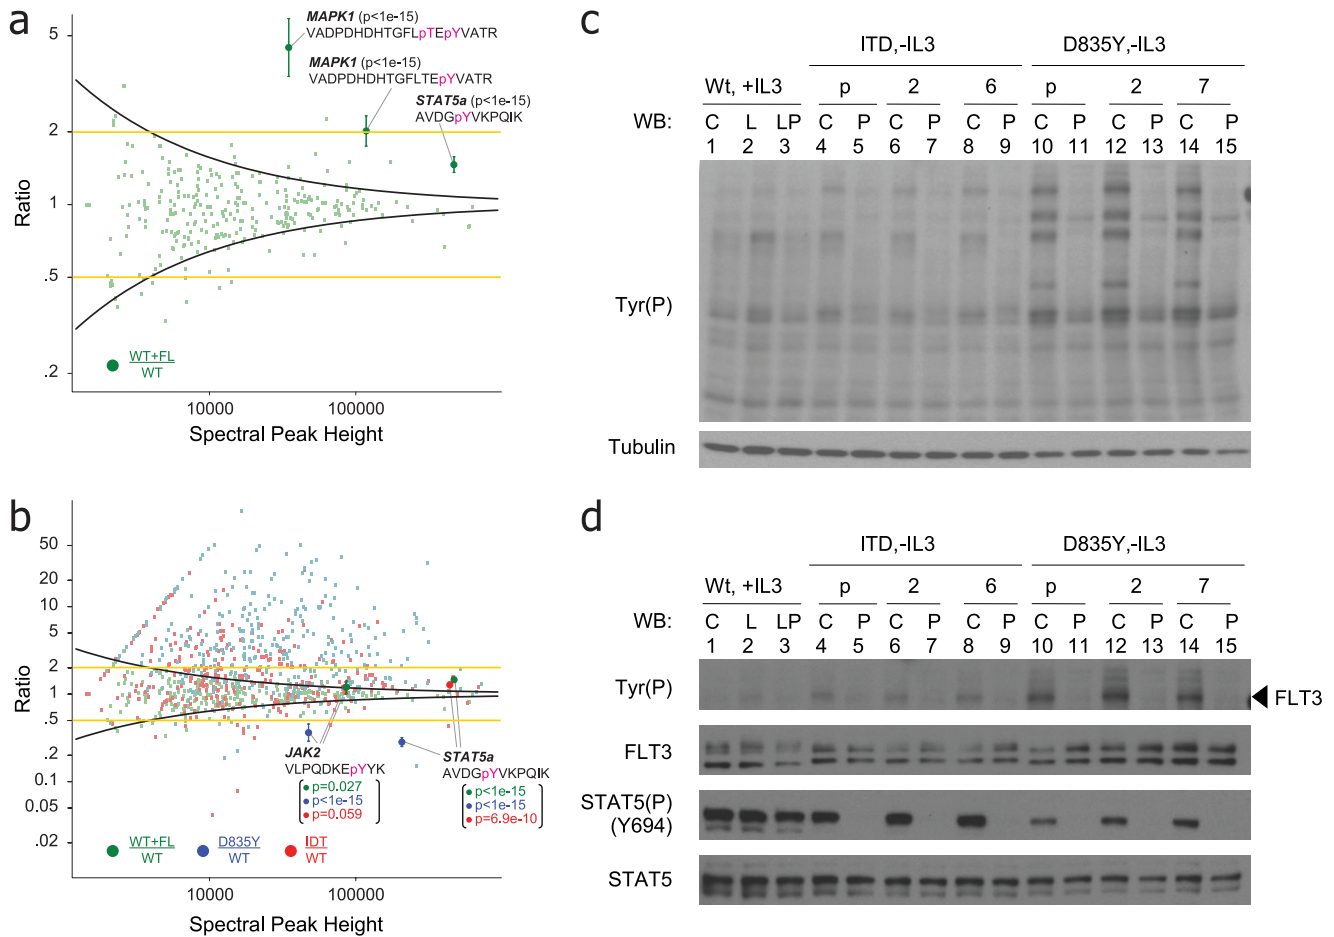 a
5
2
1
.5
.2
Ratio
MAPK1 (p<1e-15)
VADPDHDHTGFLpTEpYVATR
MAPK1 (p<1e-15)
VADPDHDHTGFLTEpYVATR
STAT5a (p<1e-15)
AVDGpYVKPQIK
WT+FL
WT
10000 100000
Spectral Peak Height
b
50
20
10
5
2
1
.5
.2
0.1
0.05
.02
Ratio
JAK2
VLPQDKEpYYK
p=0.027
p<1e-15
p=0.059
STAT5a
AVDGpYVKPQIK
p<1e-15
p<1e-15
p=6.9e-10
WT+FL
WT
D835Y
WT
IDT
WT
10000 100000
Spectral Peak Height
c
ITD,-IL3 D835Y,-IL3
Wt, +IL3 p 2 6 p 2 7
WB: C L LP C P C P C P C P C P C P
1 2 3 4 5 6 7 8 9 10 11 12 13 14 15
Tyr(P)
Tubulin
d
ITD,-IL3 D835Y,-IL3
Wt, +IL3 p 2 6 p 2 7
WB: C L LP C P C P C P C P C P C P
1 2 3 4 5 6 7 8 9 10 11 12 13 14 15
Tyr(P)
FLT3
FLT3
STAT5(P)
(Y694)
STAT5